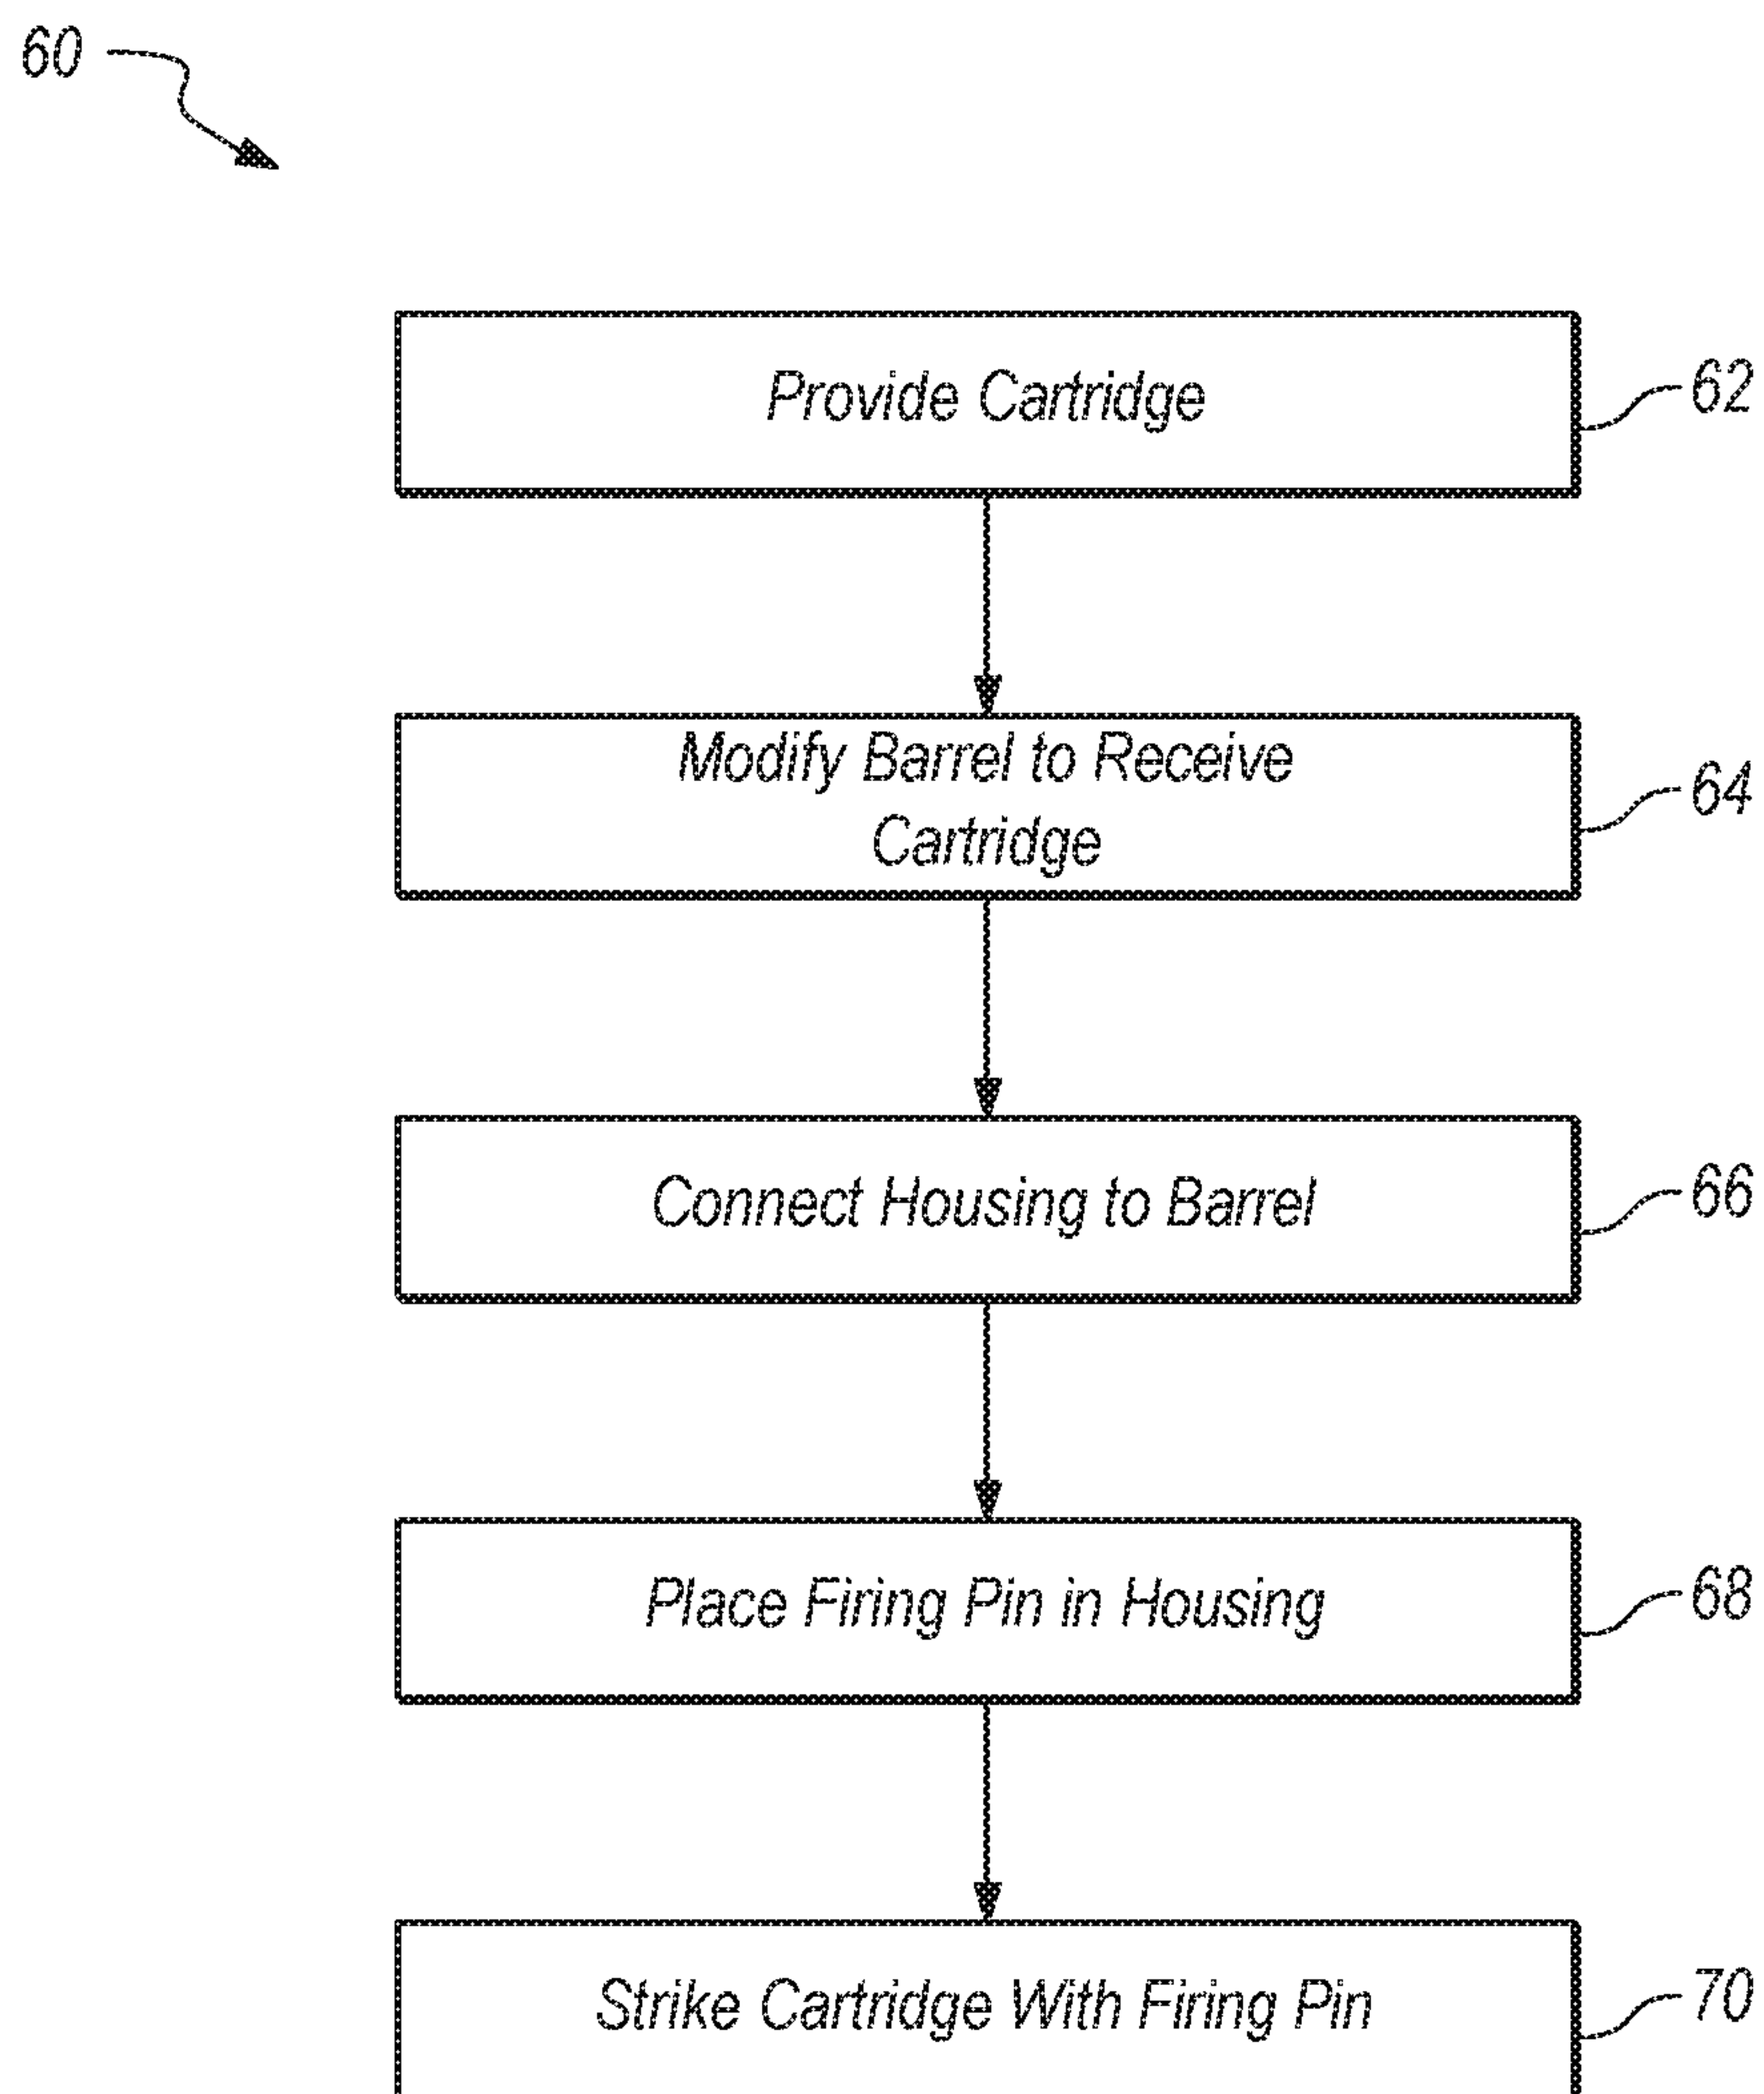 60
Provide Cartridge
62
Modify Barrel to Receive
Cartridge
64
Connect Housing to Barrel
66
Place Firing Pin in Housing
68
Strike Cartridge With Firing Pin
70